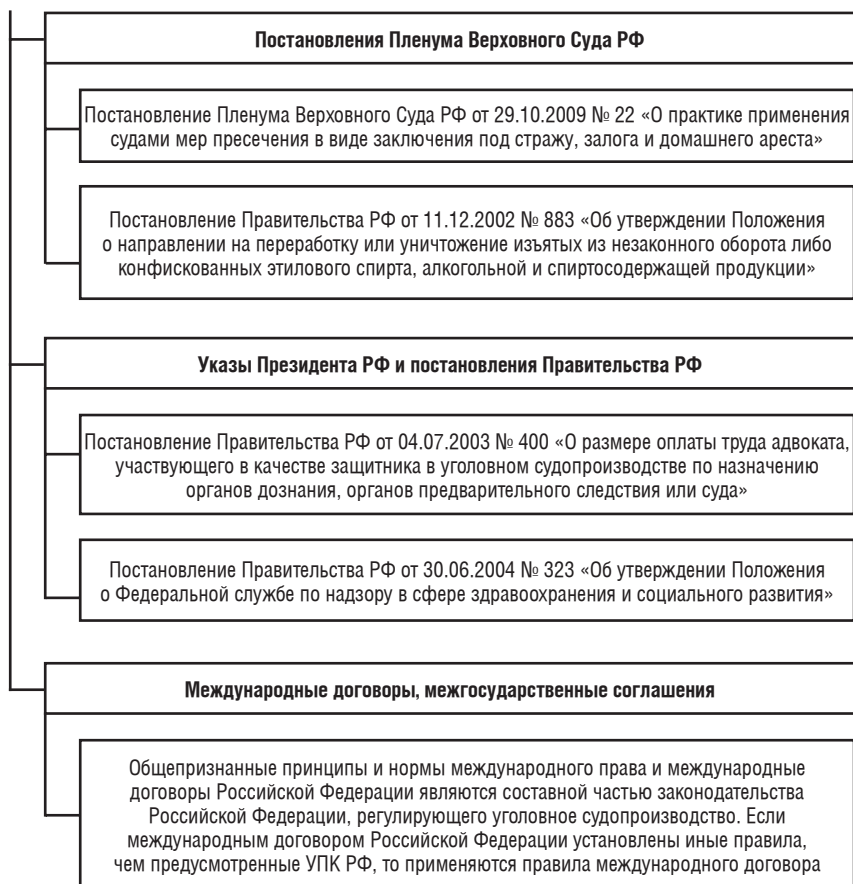 Постановления Пленума Верховного Суда РФ
Постановление Пленума Верховного Суда РФ от 29.10.2009 № 22 «О практике применения
судами мер пресечения в виде заключения под стражу, залога и домашнего ареста»
Постановление Правительства РФ от 11.12.2002 № 883 «Об утверждении Положения
о направлении на переработку или уничтожение изъятых из незаконного оборота либо
конфискованных этилового спирта, алкогольной и спиртосодержащей продукции»
Указы Президента РФ и постановления Правительства РФ
Постановление Правительства РФ от 04.07.2003 № 400 «О размере оплаты труда адвоката,
участвующего в качестве защитника в уголовном судопроизводстве по назначению
органов дознания, органов предварительного следствия или суда»
Постановление Правительства РФ от 30.06.2004 № 323 «Об утверждении Положения
о Федеральной службе по надзору в сфере здравоохранения и социального развития»
Международные договоры, межгосударственные соглашения
Общепризнанные принципы и нормы международного права и международные
договоры Российской Федерации являются составной частью законодательства
Российской Федерации, регулирующего уголовное судопроизводство. Если
международным договором Российской Федерации установлены иные правила,
чем предусмотренные УПК РФ, то применяются правила международного договора